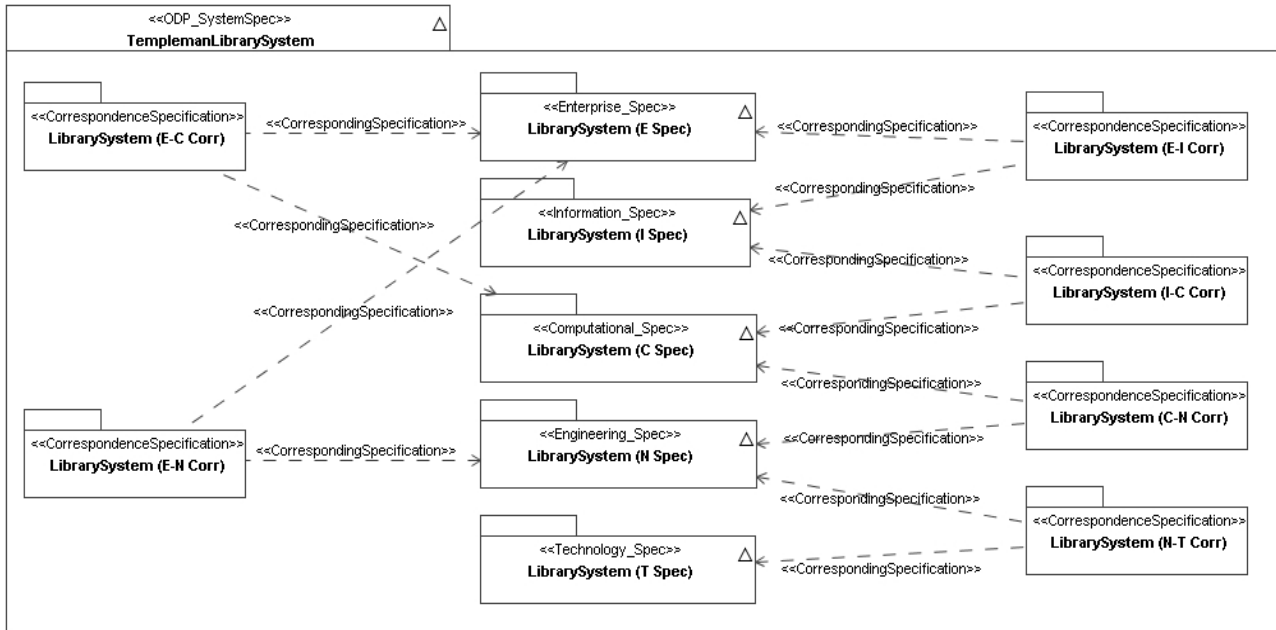 <<ODP_SystemSpec>>
TemplemanLibrarySystem
<<CorrespondenceSpecification>>
LibrarySystem (E-C Corr)
<<CorrespondingSpecification>>
<<Enterprise_Spec>>
LibrarySystem (E Spec)
<<CorrespondingSpecification>>
<<CorrespondenceSpecification>>
LibrarySystem (E-I Corr)
<<CorrespondingSpecification>>
<<Information_Spec>>
LibrarySystem (I Spec)
<<CorrespondingSpecification>>
<<CorrespondingSpecification>>
<<CorrespondenceSpecification>>
LibrarySystem (I-C Corr)
<<CorrespondingSpecification>>
<<Computational_Spec>>
LibrarySystem (C Spec)
<<CorrespondingSpecification>>
<<CorrespondingSpecification>>
<<CorrespondenceSpecification>>
LibrarySystem (C-N Corr)
<<CorrespondenceSpecification>>
LibrarySystem (E-N Corr)
<<CorrespondingSpecification>>
<<Engineering_Spec>>
LibrarySystem (N Spec)
<<CorrespondingSpecification>>
<<CorrespondingSpecification>>
<<CorrespondenceSpecification>>
LibrarySystem (N-T Corr)
<<Technology_Spec>>
LibrarySystem (T Spec)
<<CorrespondingSpecification>>